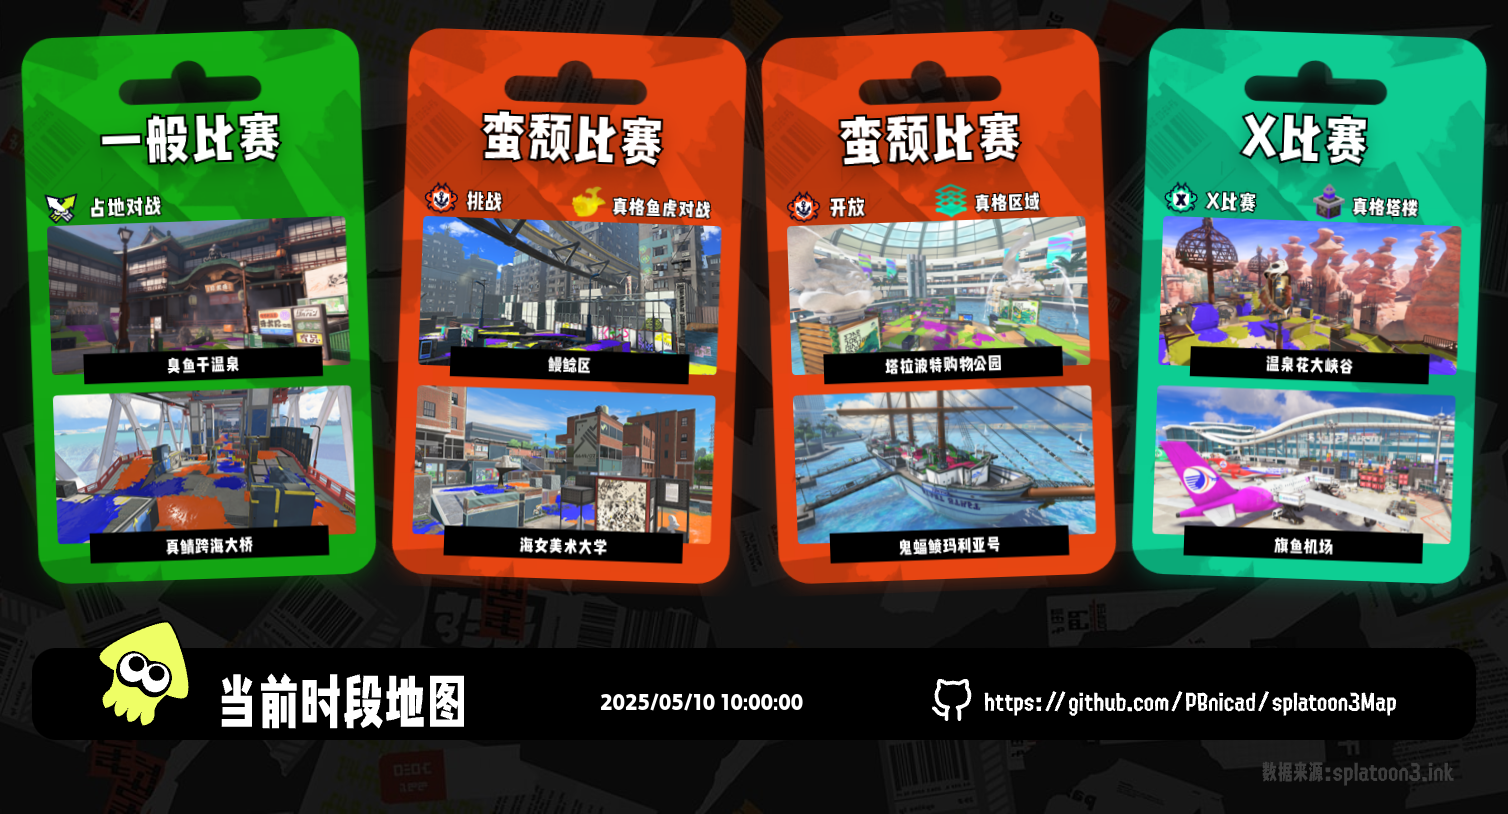 一般比赛
占地对战
臭鱼干温泉
真鲭跨海大桥
蛮颓比赛
挑战
真格鱼虎对战
鳗鲶区
海女美术大学
蛮颓比赛
开放
真格区域
塔拉波特购物公园
鬼蝠鲼玛利亚号
X比赛
X比赛
真格塔楼
温泉花大峡谷
旗鱼机场
当前时段地图
2025/05/10 10:00:00
https://github.com/PBnicad/splatoon3Map
数据来源:splatoon3.ink